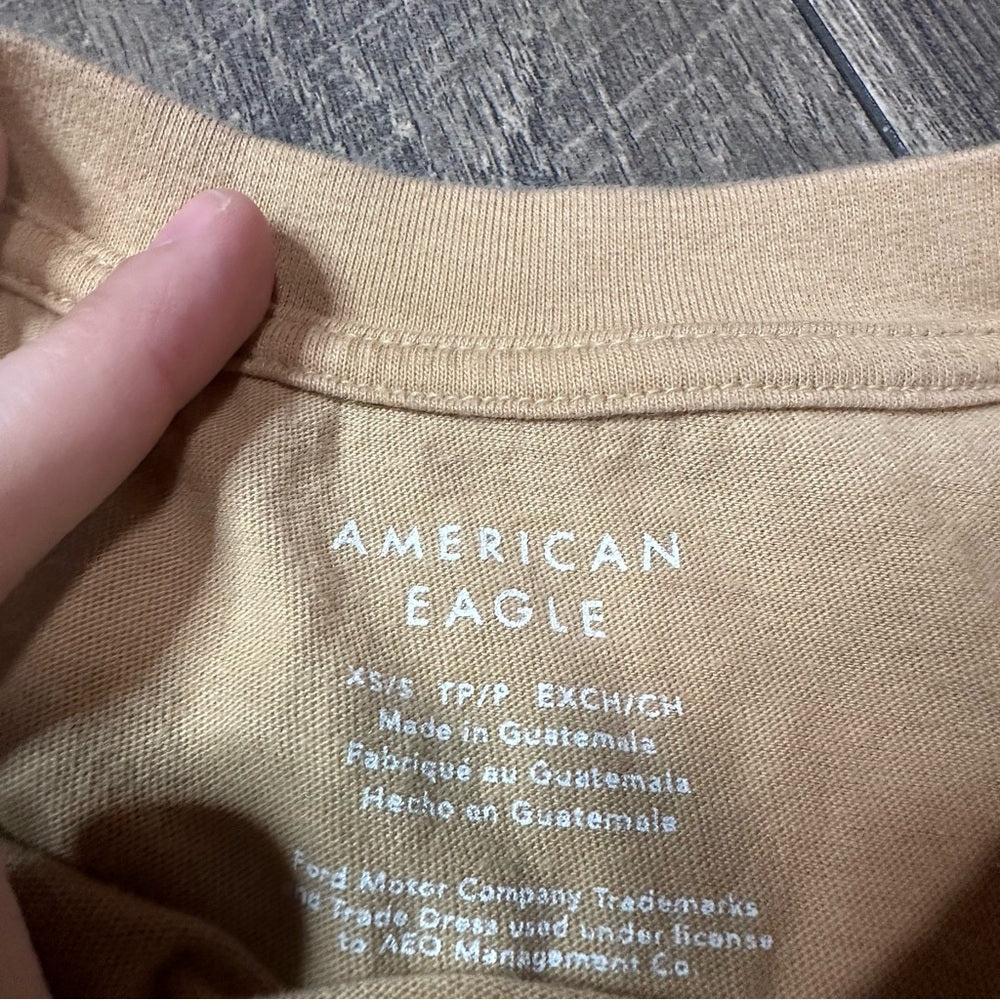 AMERICAN
EAGLE
XS/S TP/P EXCH/CH
Made in Guatemala
Fabriqué au Guatemala
Hecho en Guatemala
Ford Motor Company Trademarks
Trade Dress used under license
to AEO Management Co.